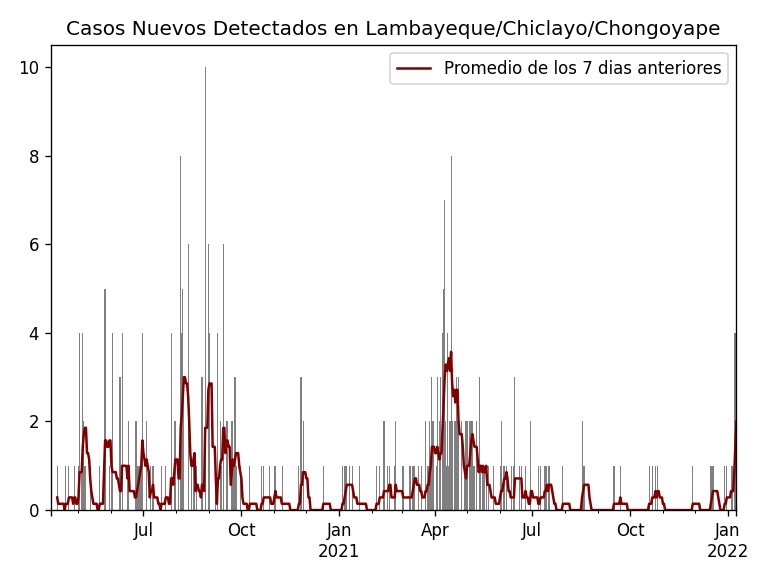 Casos Nuevos Detectados en Lambayeque/Chiclayo/Chongoyape
Promedio de los 7 dias anteriores
10
8
6
4
2
0
Jul
Oct
Jan
2021
Apr
Jul
Oct
Jan
2022